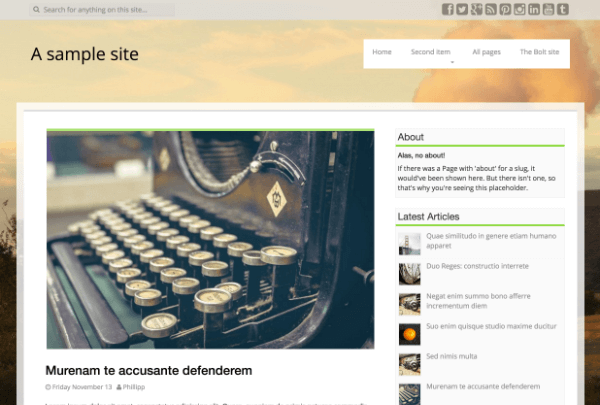 Search for anything on this site...
A sample site
Home Second item All pages The Bolt site
Murenam te accusante defenderem
Friday November 13 Phillipp
About
Alas, no about!
If there was a Page with 'about' for a slug, it
would've been shown here. But there isn't one, so
that's why you're seeing this placeholder.
Latest Articles
Quae similitudo in genere etiam humano
apparet
Duo Reges: constructio interrete
Negat enim summo bono afferre
incrementum diem
Suo enim quisque studio maxime ducitur
Sed nimis multa
Murenam te accusante defenderem